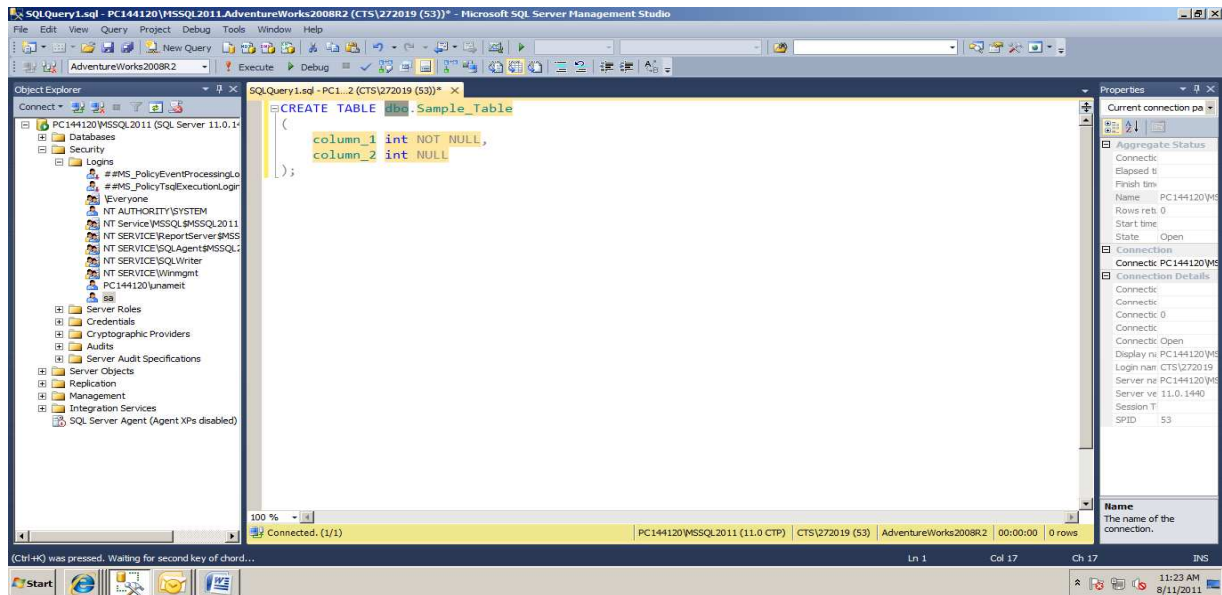 SQLQuery1.sql - PC144120\MSSQL2011.AdventureWorks2008R2 (CTS\272019 (53))* - Microsoft SQL Server Management Studio
File Edit View Query Project Debug Tools Window Help
New Query
AdventureWorks2008R2 Execute Debug
Object Explorer
Connect
PC144120\MSSQL2011 (SQL Server 11.0.14
Databases
Security
Logins
##MS_PolicyEventProcessingLo
##MS_PolicyTsqlExecutionLogin
\Everyone
NT AUTHORITY\SYSTEM
NT Service\MSSQL$MSSQL2011
NT SERVICE\ReportServer$MSS
NT SERVICE\SQLAgent$MSSQL2
NT SERVICE\SQLWriter
NT SERVICE\Winmgmt
PC144120\unameit
sa
Server Roles
Credentials
Cryptographic Providers
Audits
Server Audit Specifications
Server Objects
Replication
Management
Integration Services
SQL Server Agent (Agent XPs disabled)
SQLQuery1.sql - PC1...2 (CTS\272019 (53))*
CREATE TABLE dbo.Sample_Table
(
column_1 int NOT NULL,
column_2 int NULL
);
100 %
Connected. (1/1) PC144120\MSSQL2011 (11.0 CTP) CTS\272019 (53) AdventureWorks2008R2 00:00:00 0 rows
Properties
Current connection pa
Aggregate Status
Connectic
Elapsed ti
Finish tim
Name PC144120\MS
Rows reti 0
Start time
State Open
Connection
Connectic PC144120\MS
Connection Details
Connectic
Connectic
Connectic 0
Connectic
Connectic Open
Display na PC144120\MS
Login nan CTS\272019
Server na PC144120\MS
Server ve 11.0.1440
Session T
SPID 53
Name
The name of the
connection.
(Ctrl+K) was pressed. Waiting for second key of chord... Ln 1 Col 17 Ch 17 INS
Start
11:23 AM
8/11/2011